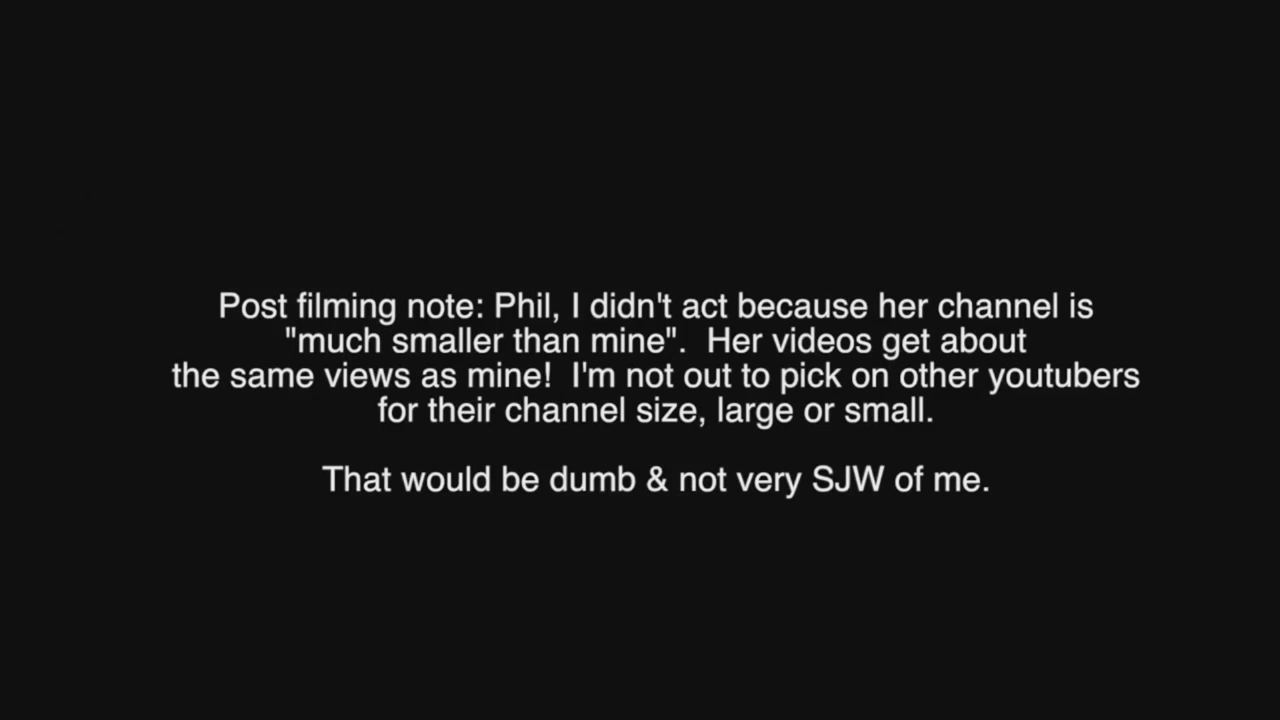 Post filming note: Phil, I didn't act because her channel is
"much smaller than mine".  Her videos get about
the same views as mine!  I'm not out to pick on other youtubers
for their channel size, large or small.
That would be dumb & not very SJW of me.